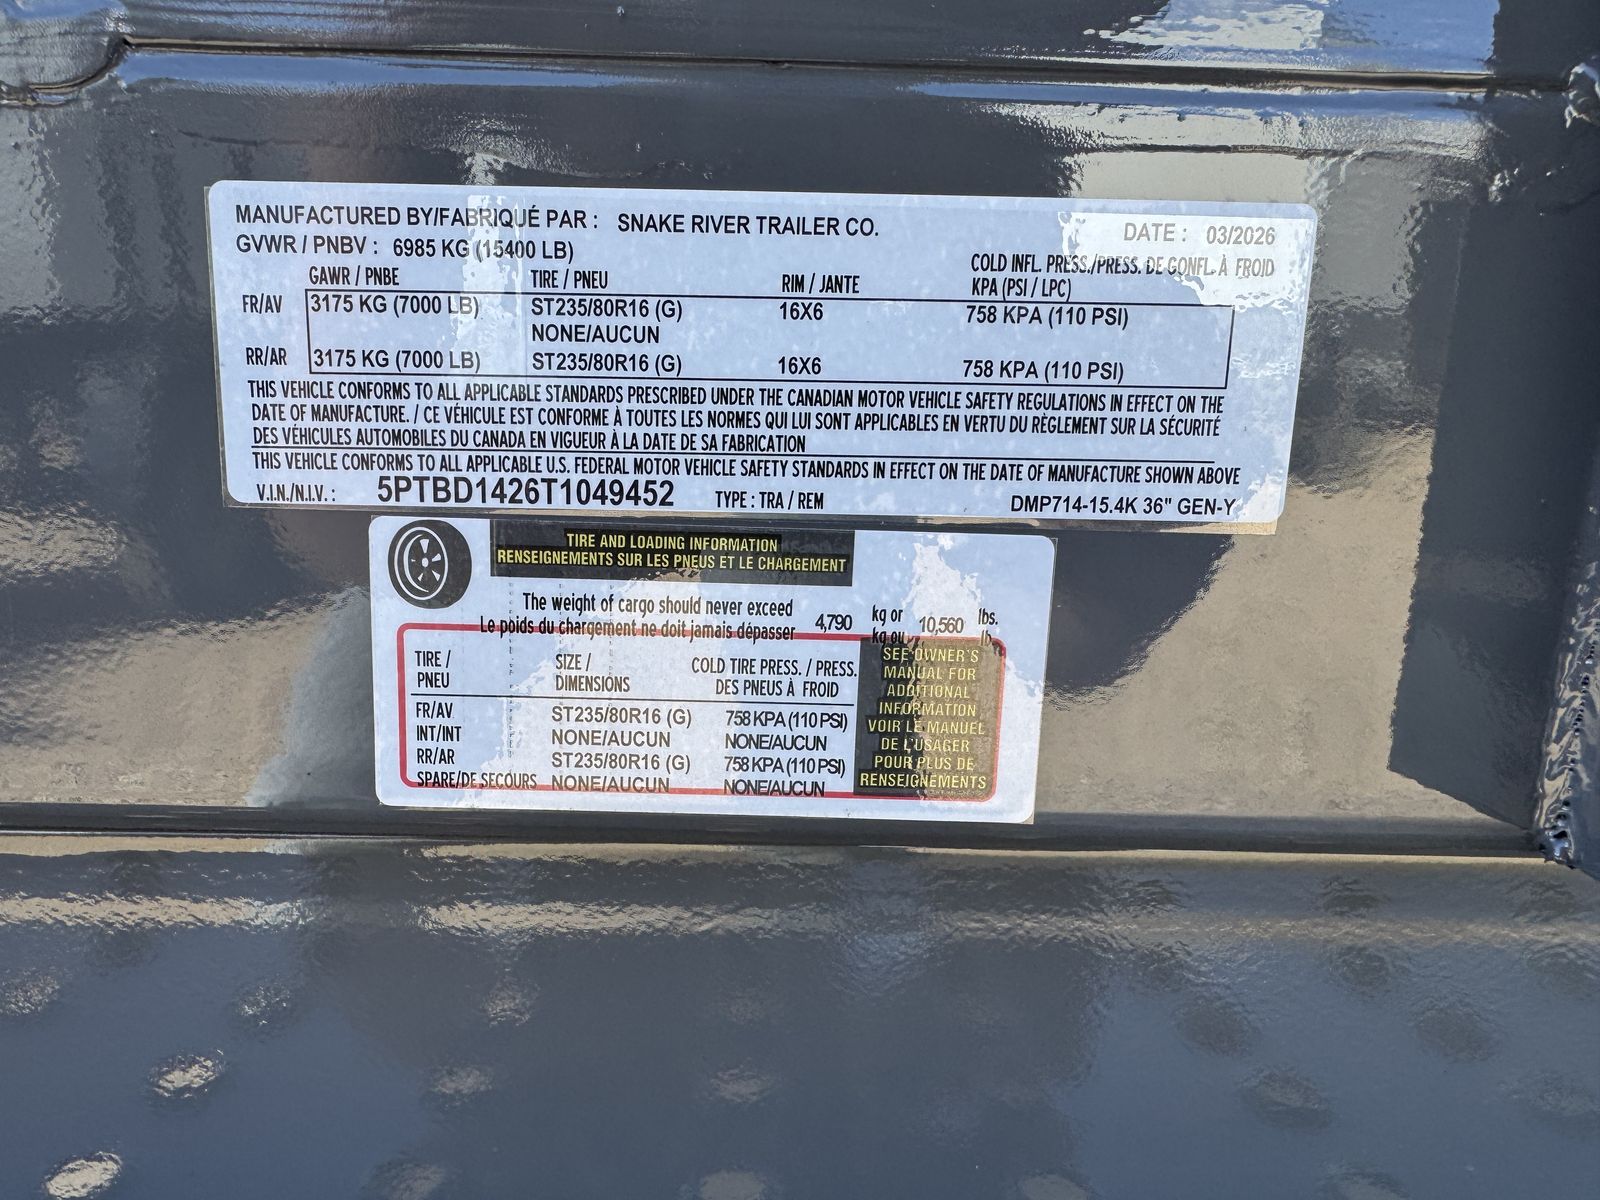 MANUFACTURED BY/FABRIQUÉ PAR : SNAKE RIVER TRAILER CO. DATE : 03/2026
GVWR / PNBV : 6985 KG (15400 LB)
GAWR / PNBE TIRE / PNEU RIM / JANTE COLD INFL. PRESS./PRESS. DE GONFL. À FROID
KPA (PSI / LPC)
FR/AV 3175 KG (7000 LB) ST235/80R16 (G) 16X6 758 KPA (110 PSI)
NONE/AUCUN
RR/AR 3175 KG (7000 LB) ST235/80R16 (G) 16X6 758 KPA (110 PSI)
THIS VEHICLE CONFORMS TO ALL APPLICABLE STANDARDS PRESCRIBED UNDER THE CANADIAN MOTOR VEHICLE SAFETY REGULATIONS IN EFFECT ON THE
DATE OF MANUFACTURE. / CE VÉHICULE EST CONFORME À TOUTES LES NORMES QUI LUI SONT APPLICABLES EN VERTU DU RÈGLEMENT SUR LA SÉCURITÉ
DES VÉHICULES AUTOMOBILES DU CANADA EN VIGUEUR À LA DATE DE SA FABRICATION
THIS VEHICLE CONFORMS TO ALL APPLICABLE U.S. FEDERAL MOTOR VEHICLE SAFETY STANDARDS IN EFFECT ON THE DATE OF MANUFACTURE SHOWN ABOVE
V.I.N./N.I.V. : 5PTBD1426T1049452 TYPE : TRA / REM DMP714-15.4K 36" GEN-Y
TIRE AND LOADING INFORMATION
RENSEIGNEMENTS SUR LES PNEUS ET LE CHARGEMENT
The weight of cargo should never exceed 4,790 kg or 10,560 lbs.
Le poids du chargement ne doit jamais dépasser kg ou lb.
TIRE / PNEU SIZE / DIMENSIONS COLD TIRE PRESS. / PRESS. DES PNEUS À FROID
FR/AV ST235/80R16 (G) 758 KPA (110 PSI)
INT/INT NONE/AUCUN NONE/AUCUN
RR/AR ST235/80R16 (G) 758 KPA (110 PSI)
SPARE/DE SECOURS NONE/AUCUN NONE/AUCUN
SEE OWNER'S
MANUAL FOR
ADDITIONAL
INFORMATION
VOIR LE MANUEL
DE L'USAGER
POUR PLUS DE
RENSEIGNEMENTS